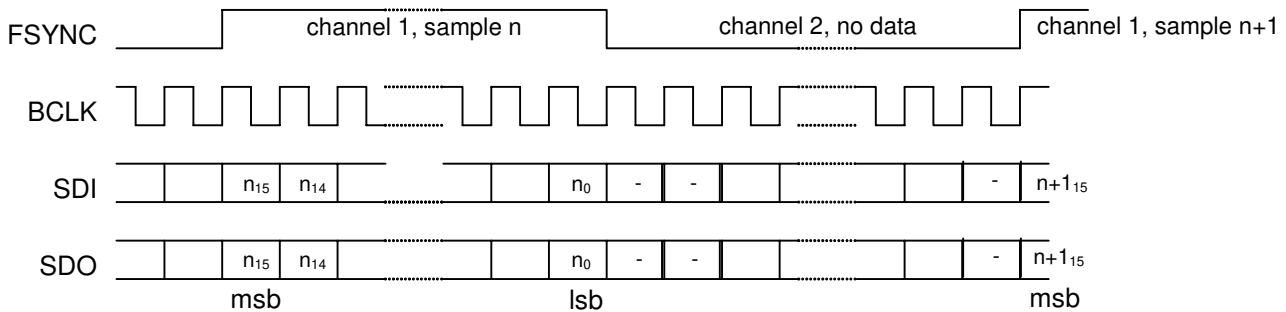 FSYNC channel 1, sample n channel 2, no data channel 1, sample n+1
BCLK
SDI n₁₅ n₁₄ n₀ - - - n+1₁₅
SDO n₁₅ n₁₄ n₀ - - - n+1₁₅
msb lsb msb